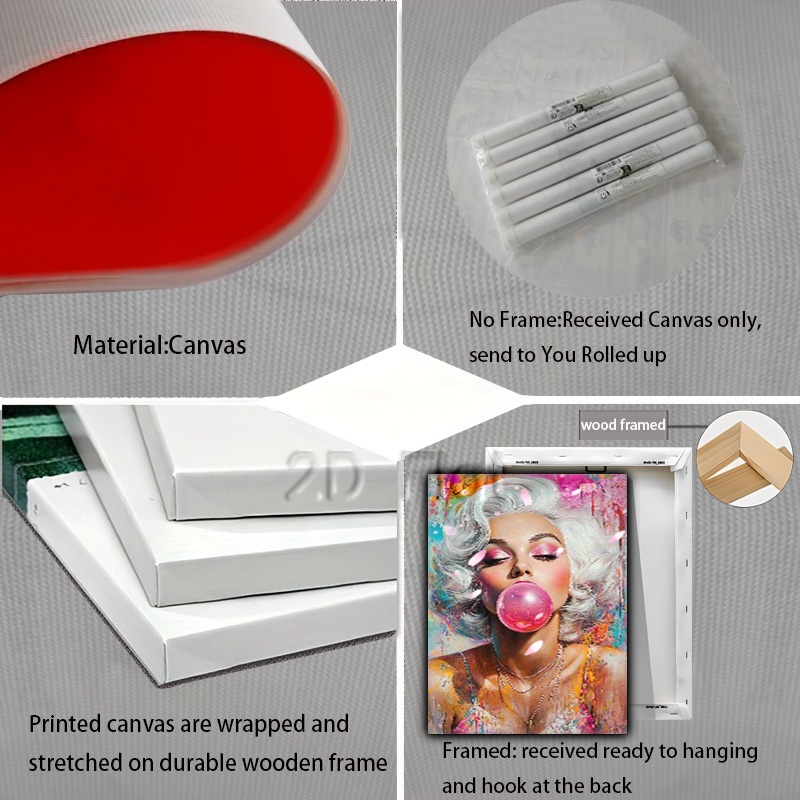 Material:Canvas
No Frame:Received Canvas only,
send to You Rolled up
2D
wood framed
Printed canvas are wrapped and
stretched on durable wooden frame
Framed: received ready to hanging
and hook at the back